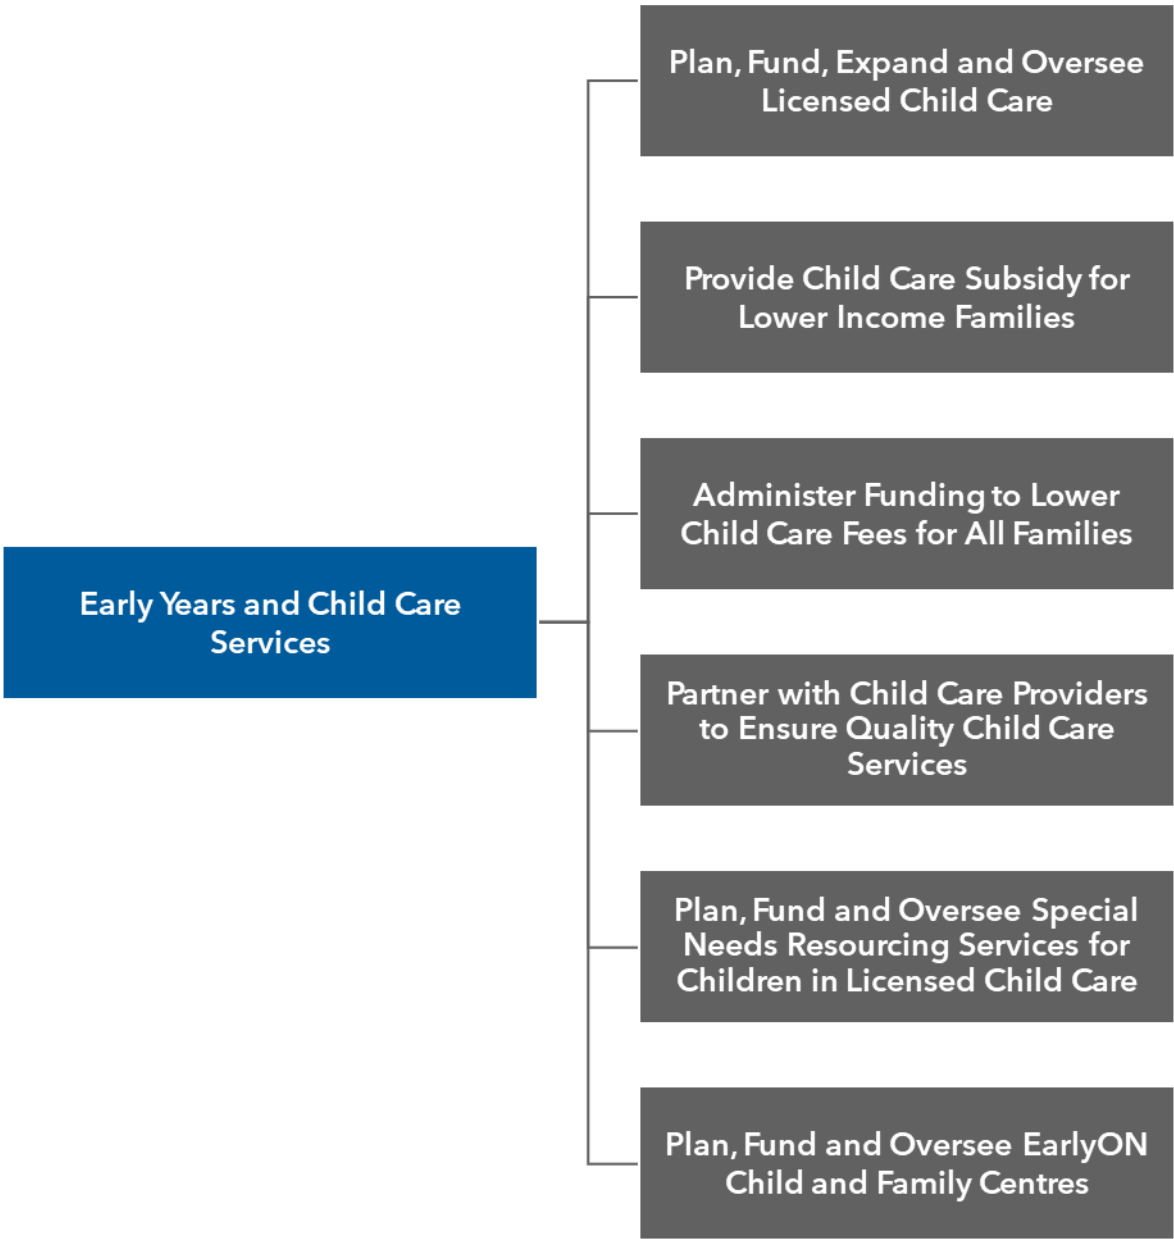 Plan, Fund, Expand and Oversee
Licensed Child Care
Provide Child Care Subsidy for
Lower Income Families
Administer Funding to Lower
Child Care Fees for All Families
Early Years and Child Care
Services
Partner with Child Care Providers
to Ensure Quality Child Care
Services
Plan, Fund and Oversee Special
Needs Resourcing Services for
Children in Licensed Child Care
Plan, Fund and Oversee EarlyON
Child and Family Centres